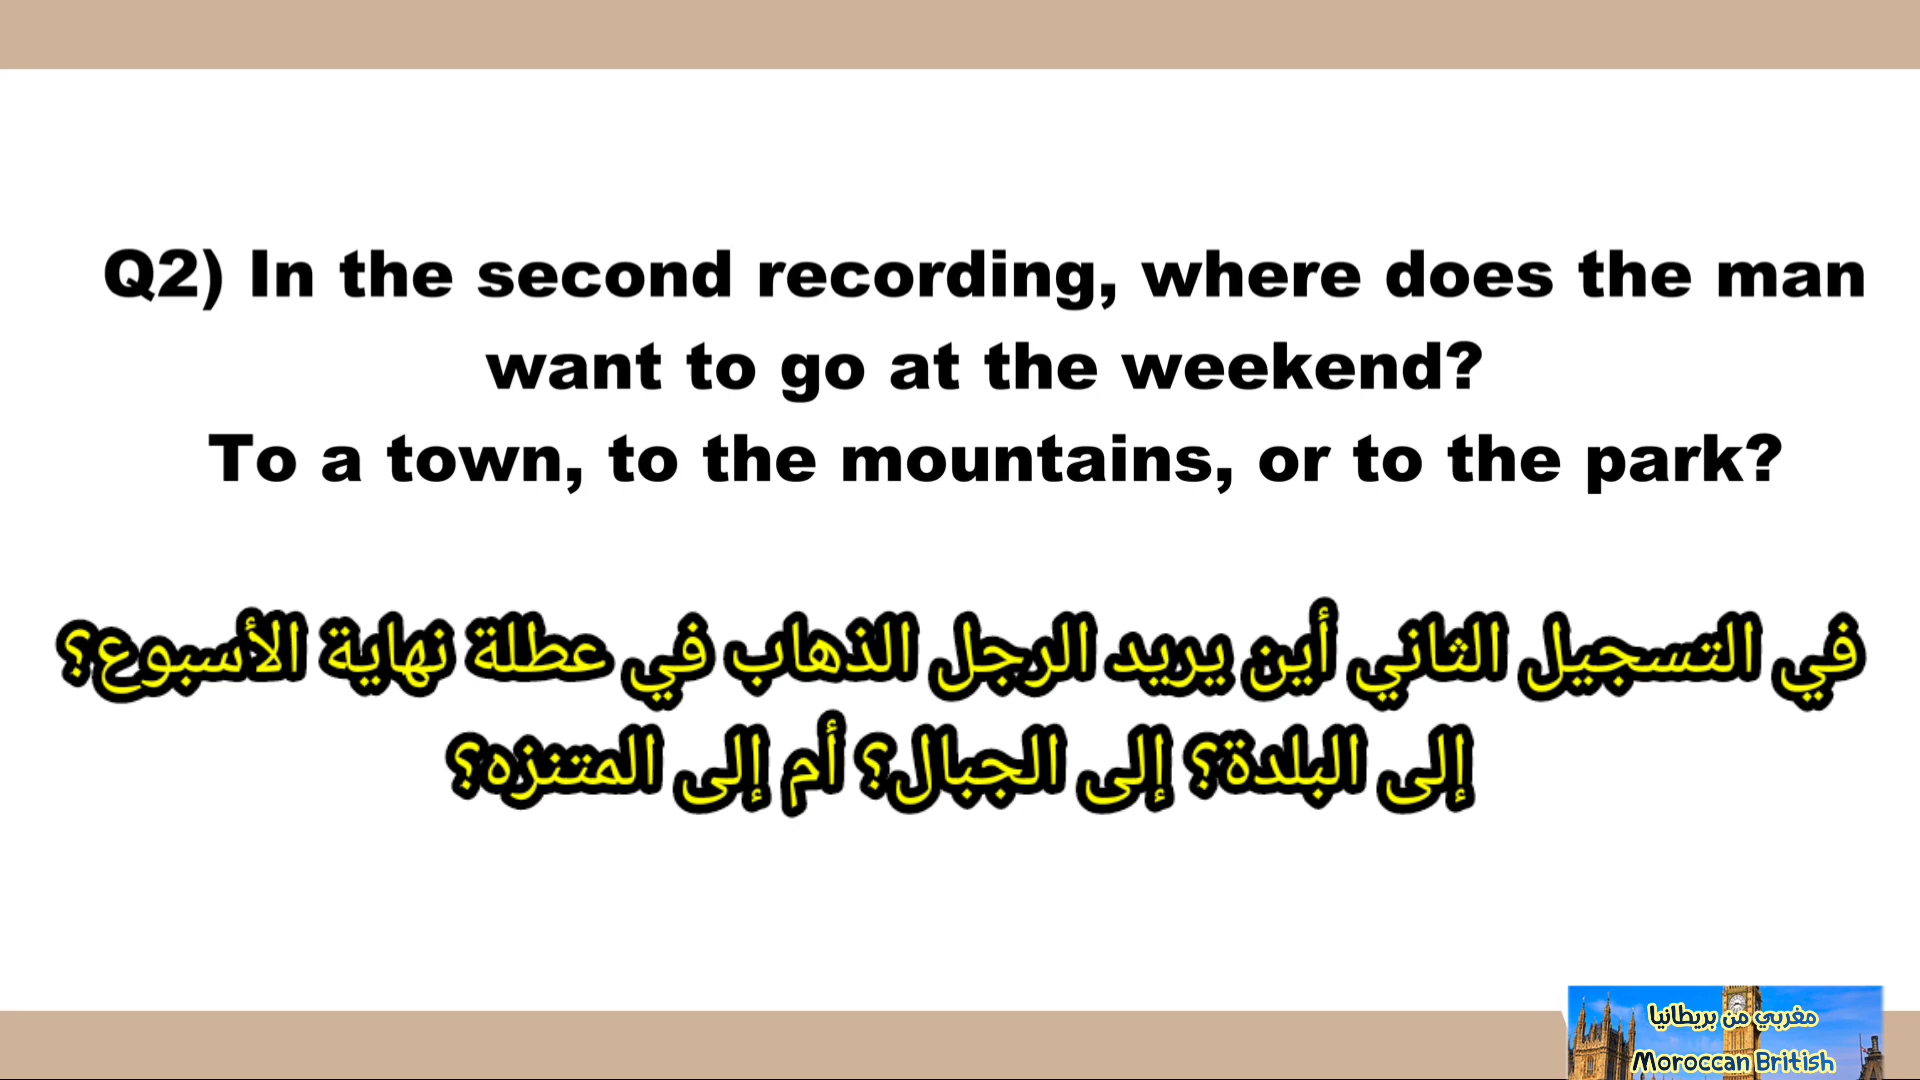 Q2) In the second recording, where does the man
want to go at the weekend?
To a town, to the mountains, or to the park?
في التسجيل الثاني أين يريد الرجل الذهاب في عطلة نهاية الأسبوع؟
إلى البلدة؟ إلى الجبال؟ أم إلى المتنزه؟
مغربي من بريطانيا
Moroccan British